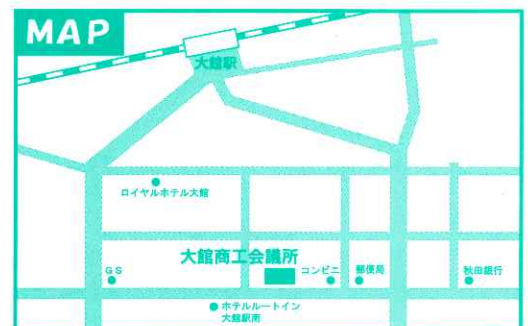 MAP
大館駅
ロイヤルホテル大館
大館商工会議所
GS
コンビニ
郵便局
秋田銀行
ホテルルートイン
大館駅南